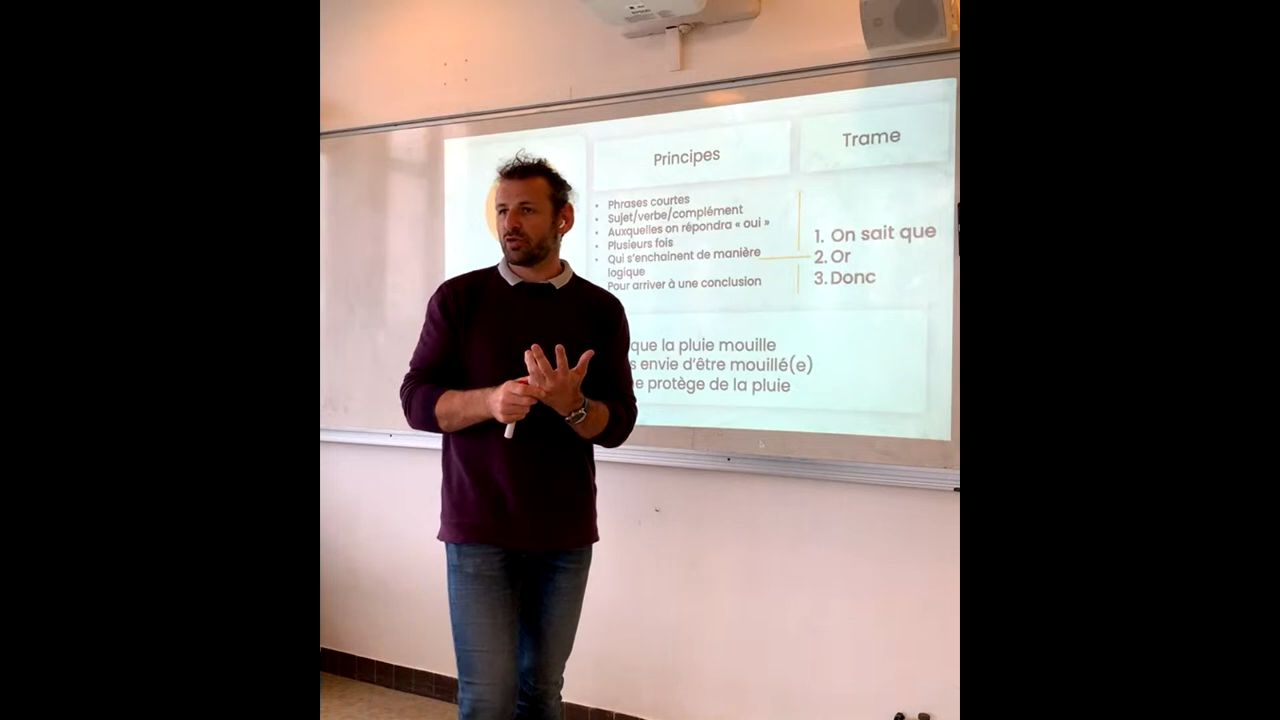 Principes
Trame
Phrases courtes
Sujet/verbe/complément
Auxquelles on répondra « oui »
Plusieurs fois
Qui s'enchainent de manière
logique
Pour arriver à une conclusion
1. On sait que
2. Or
3. Donc
que la pluie mouille
envie d'être mouillé(e)
protège de la pluie